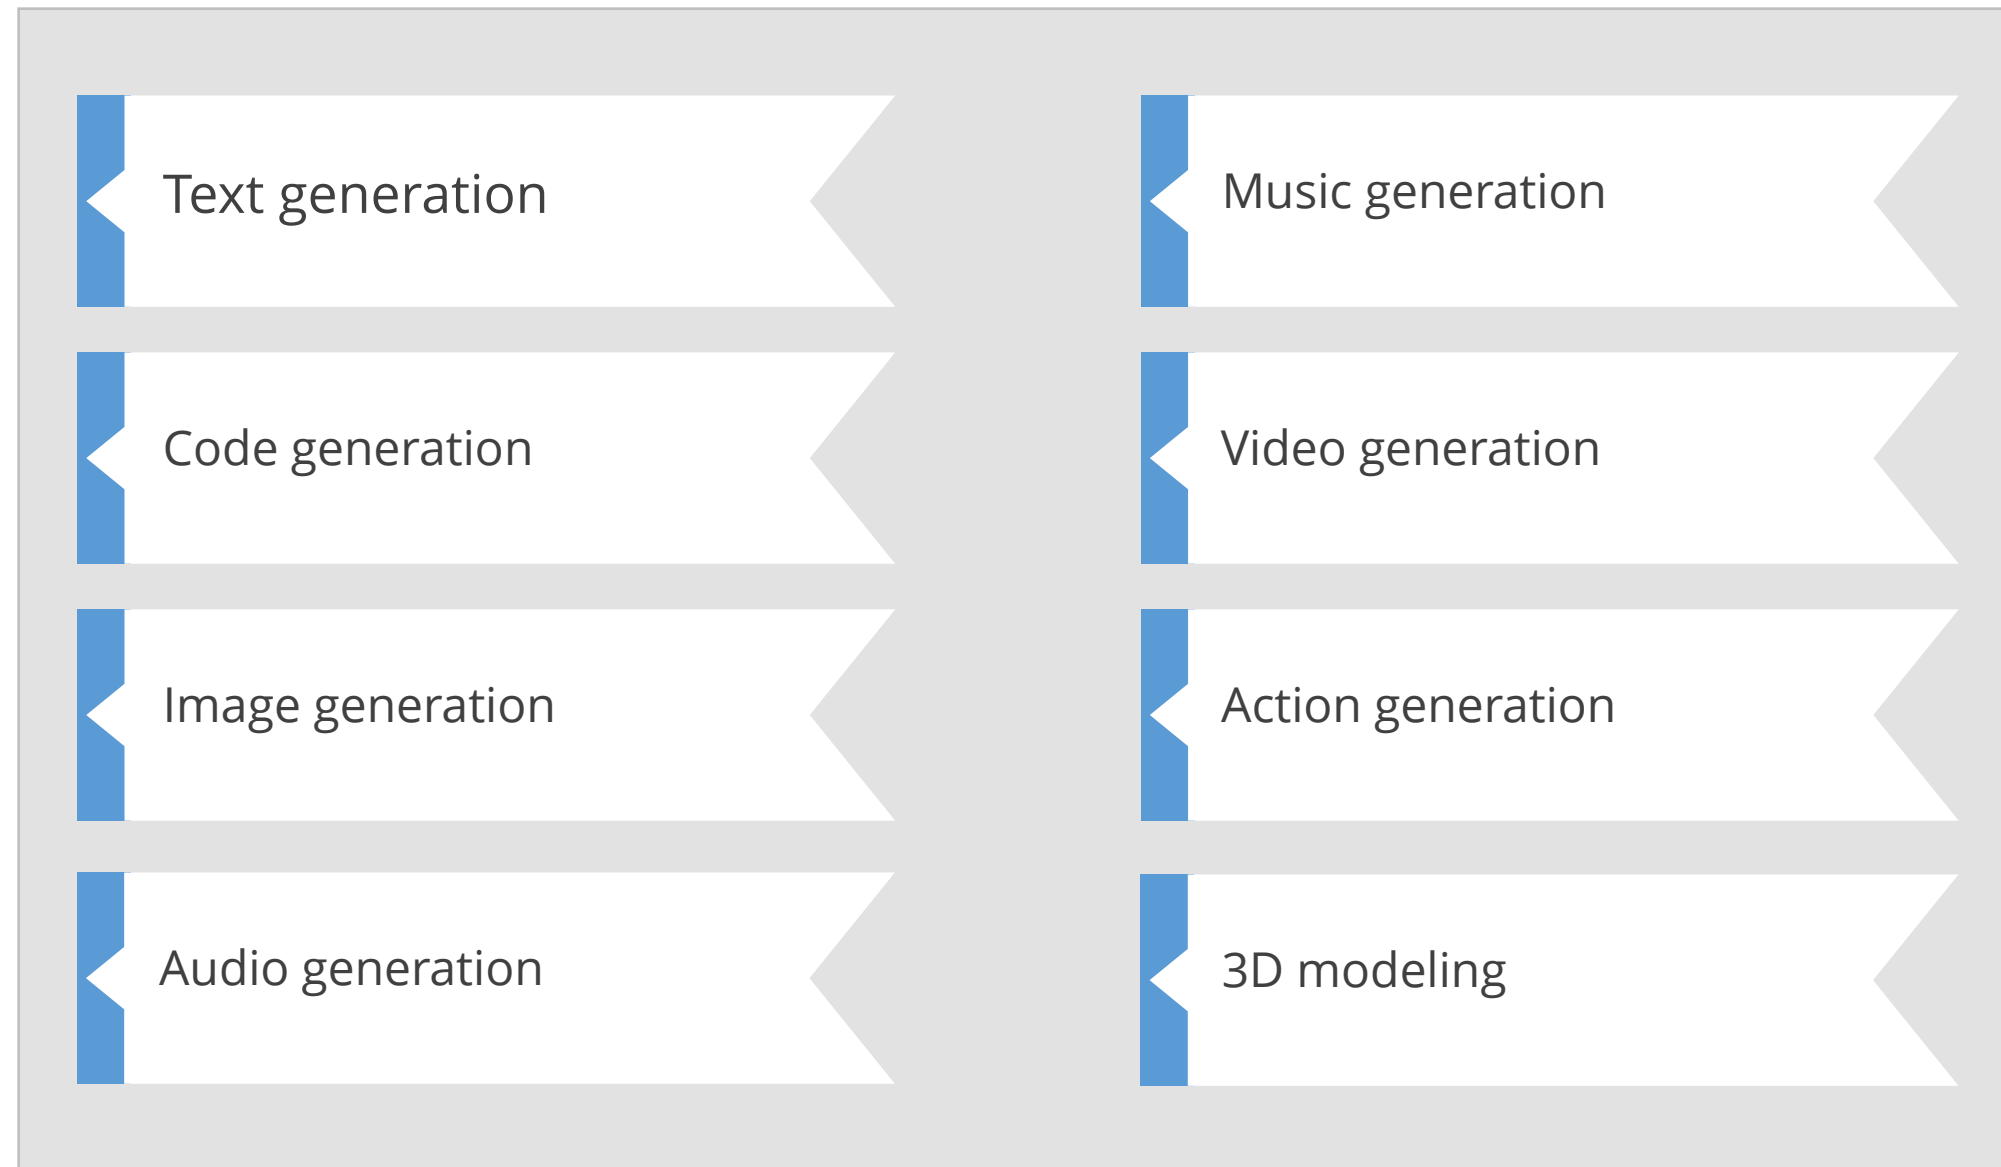 Text generation
Code generation
Image generation
Audio generation
Music generation
Video generation
Action generation
3D modeling